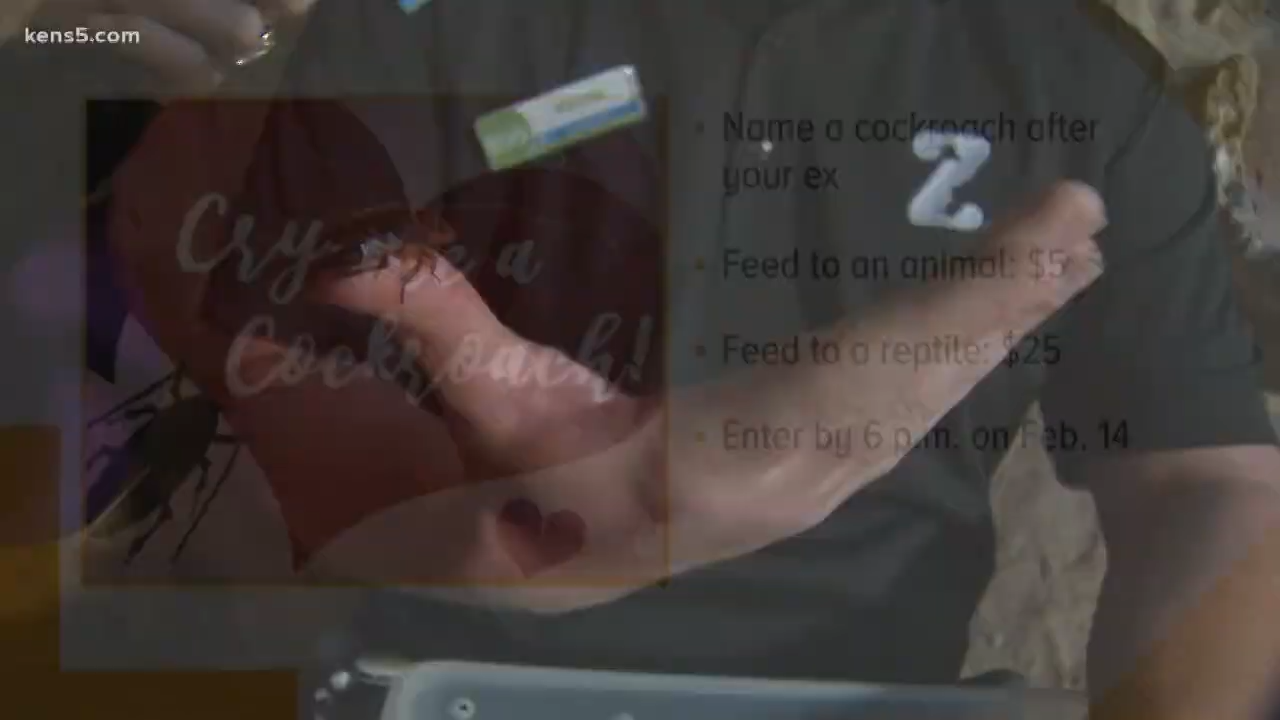 kens5.com
Cry me a
Cockroach!
Name a cockroach after
your ex
Feed to an animal: $5
Feed to a reptile: $25
Enter by 6 p.m. on Feb. 14
Z